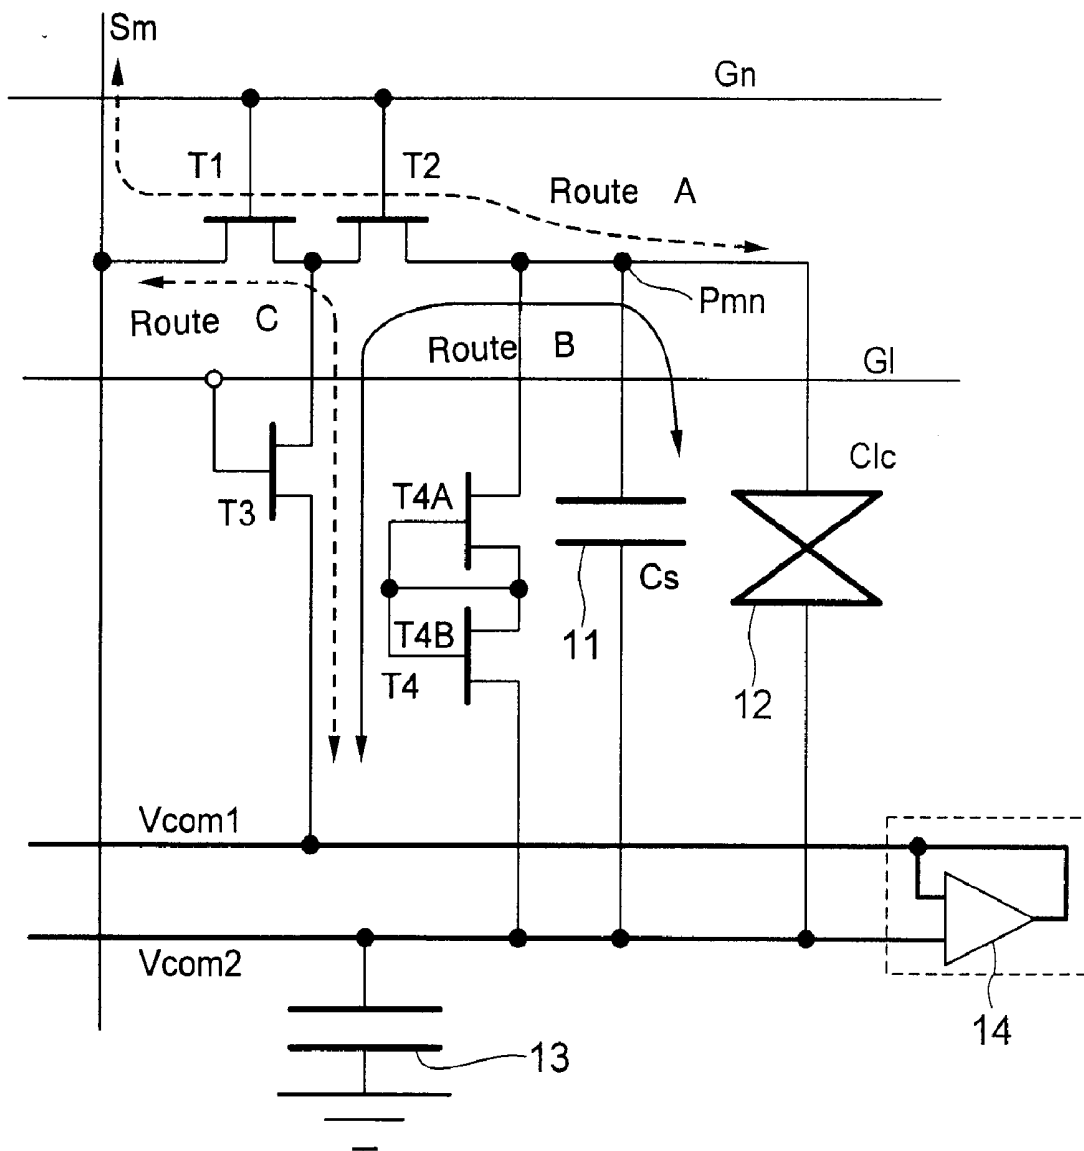 Sm
Gn
T1
T2
Route A
Pmn
Route C
Route B
Gl
Clc
T3
T4A
Cs
11
T4B
T4
12
Vcom1
Vcom2
14
13